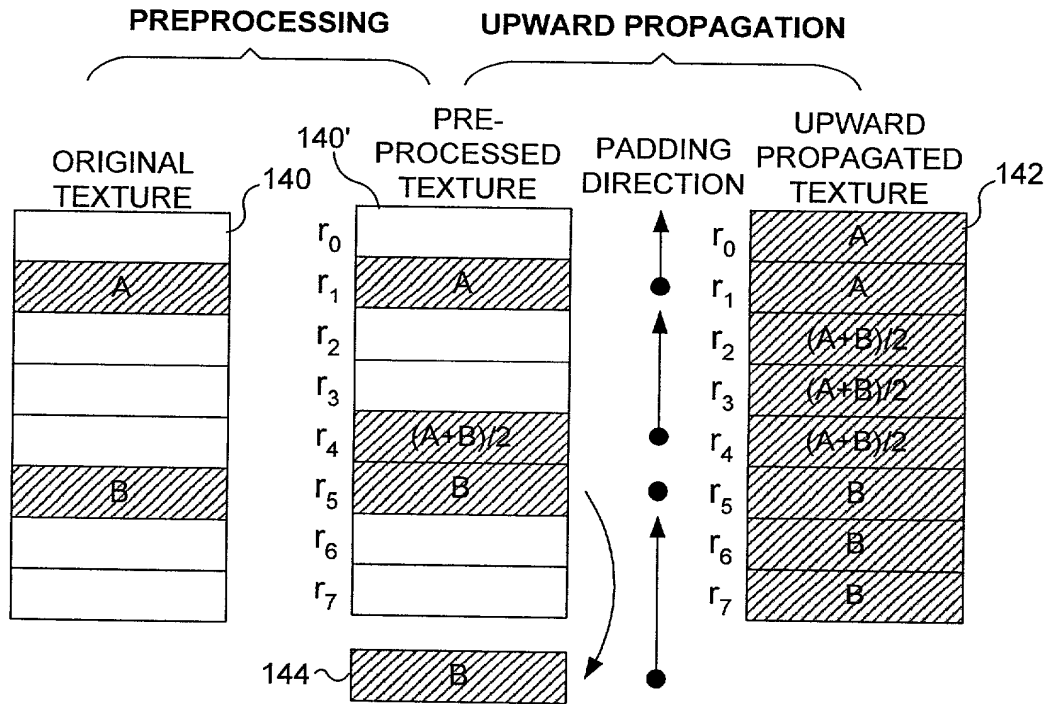 PREPROCESSING
UPWARD PROPAGATION
ORIGINAL
TEXTURE
140
140'
PRE-
PROCESSED
TEXTURE
PADDING
DIRECTION
UPWARD
PROPAGATED
TEXTURE
142
A
B
r0
r1 A
r2
r3
r4 (A+B)/2
r5 B
r6
r7
144 B
r0 A
r1 A
r2 (A+B)/2
r3 (A+B)/2
r4 (A+B)/2
r5 B
r6 B
r7 B